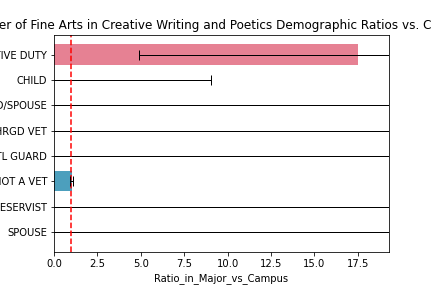 er of Fine Arts in Creative Writing and Poetics Demographic Ratios vs. C
IVE DUTY
CHILD
D/SPOUSE
HRGD VET
TL GUARD
NOT A VET
ESERVIST
SPOUSE
0.0 2.5 5.0 7.5 10.0 12.5 15.0 17.5
Ratio_in_Major_vs_Campus